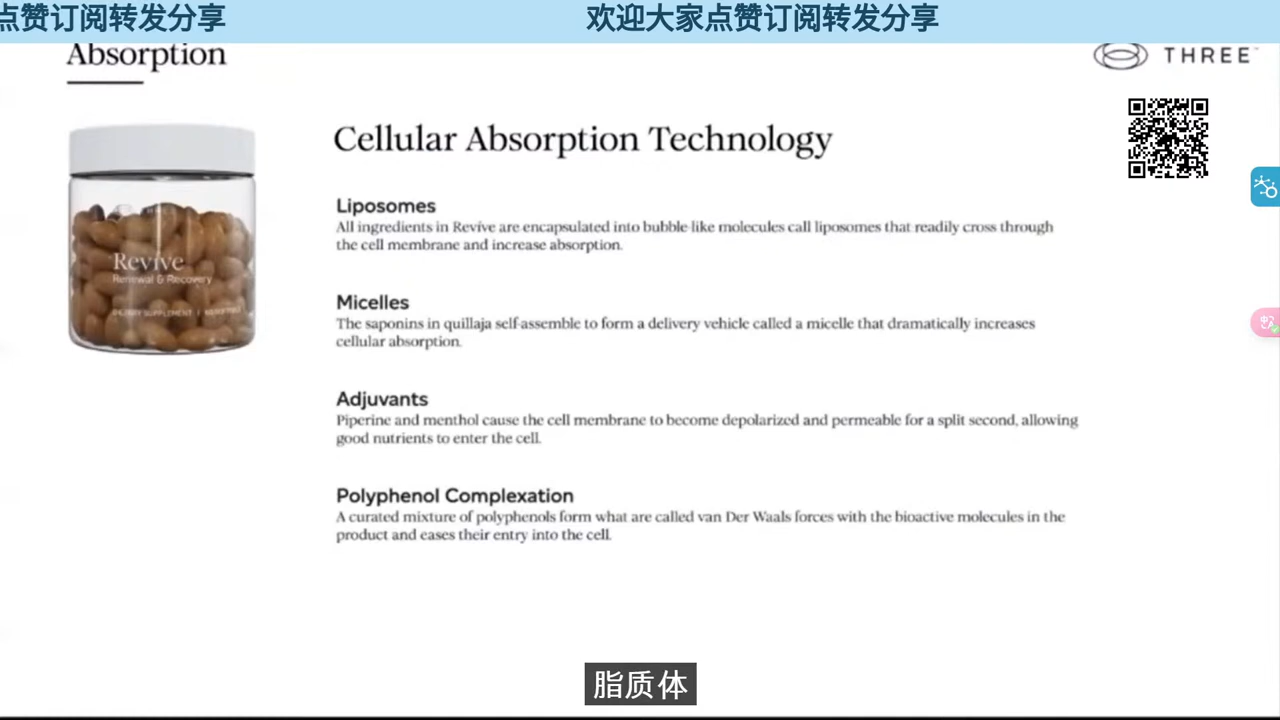 点赞订阅转发分享
欢迎大家点赞订阅转发分享
Absorption
THREE
Cellular Absorption Technology
Liposomes
All ingredients in Revíve are encapsulated into bubble-like molecules call liposomes that readily cross through
the cell membrane and increase absorption.
Micelles
The saponins in quillaja self-assemble to form a delivery vehicle called a micelle that dramatically increases
cellular absorption.
Adjuvants
Piperine and menthol cause the cell membrane to become depolarized and permeable for a split second, allowing
good nutrients to enter the cell.
Polyphenol Complexation
A curated mixture of polyphenols form what are called van Der Waals forces with the bioactive molecules in the
product and eases their entry into the cell.
Revíve
Renewal & Recovery
DIETARY SUPPLEMENT
脂质体